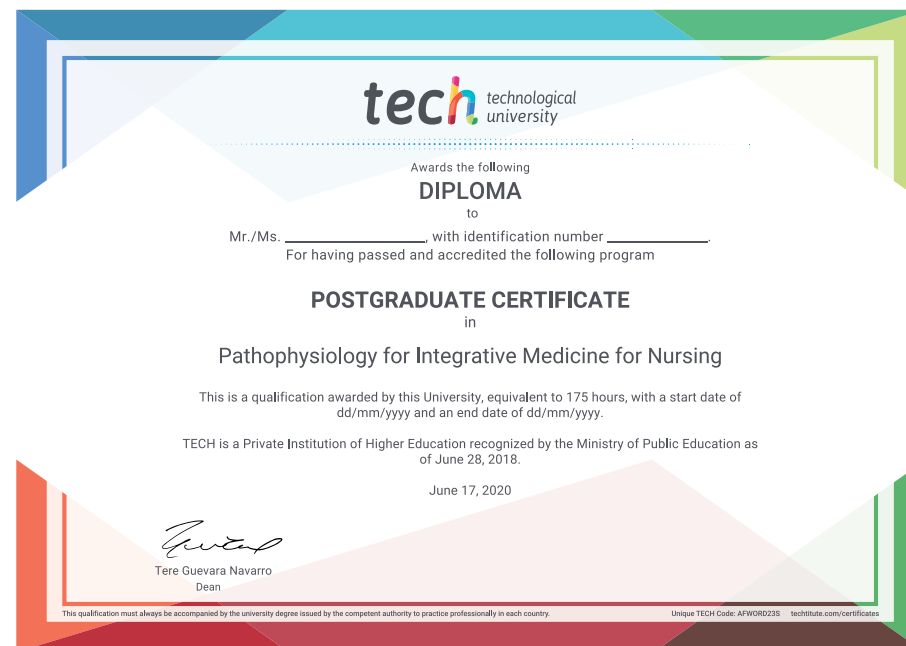 tech technological
university
Awards the following
DIPLOMA
to
Mr./Ms. ____________________, with identification number ______________.
For having passed and accredited the following program
POSTGRADUATE CERTIFICATE
in
Pathophysiology for Integrative Medicine for Nursing
This is a qualification awarded by this University, equivalent to 175 hours, with a start date of
dd/mm/yyyy and an end date of dd/mm/yyyy.
TECH is a Private Institution of Higher Education recognized by the Ministry of Public Education as
of June 28, 2018.
June 17, 2020
Tere Guevara Navarro
Dean
This qualification must always be accompanied by the university degree issued by the competent authority to practice professionally in each country.
Unique TECH Code: AFWORD23S techtitute.com/certificates